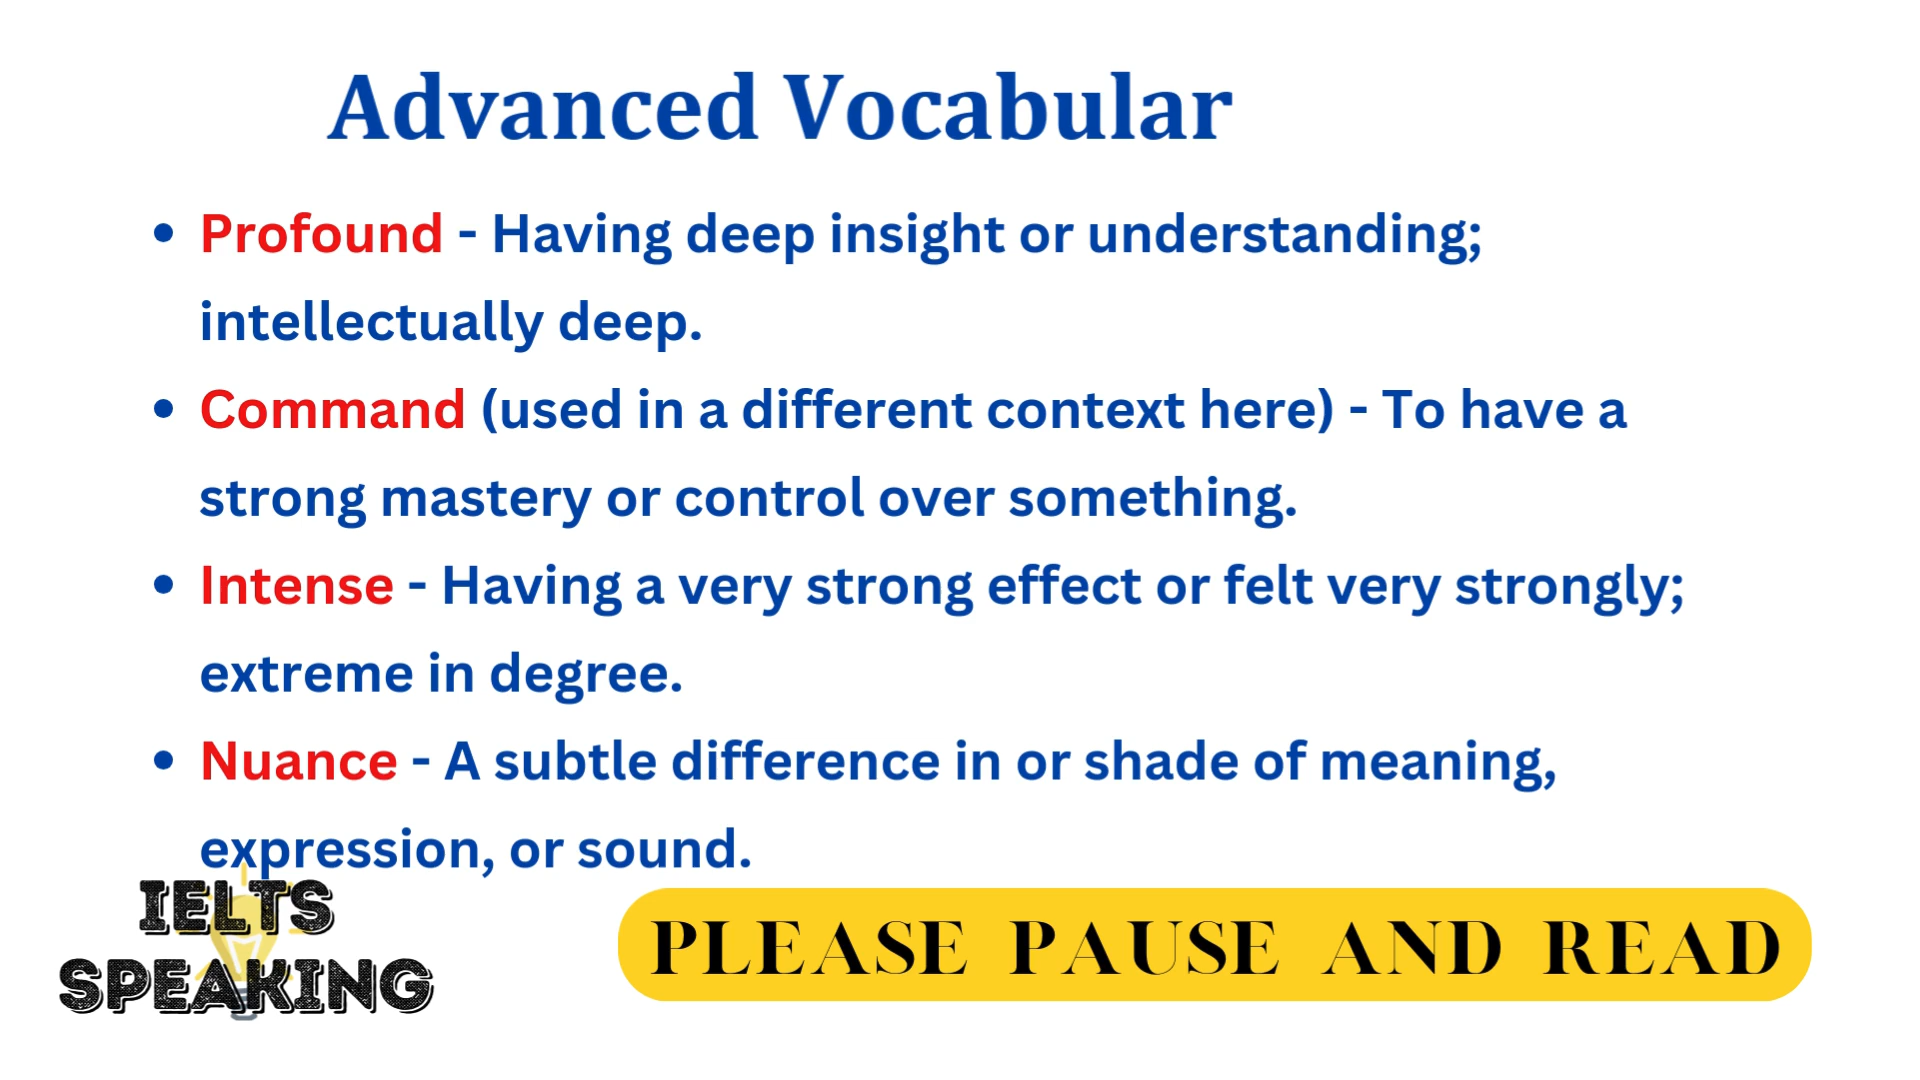 Advanced Vocabular
• Profound - Having deep insight or understanding;
intellectually deep.
• Command (used in a different context here) - To have a
strong mastery or control over something.
• Intense - Having a very strong effect or felt very strongly;
extreme in degree.
• Nuance - A subtle difference in or shade of meaning,
expression, or sound.
IELTS
SPEAKING
PLEASE PAUSE AND READ